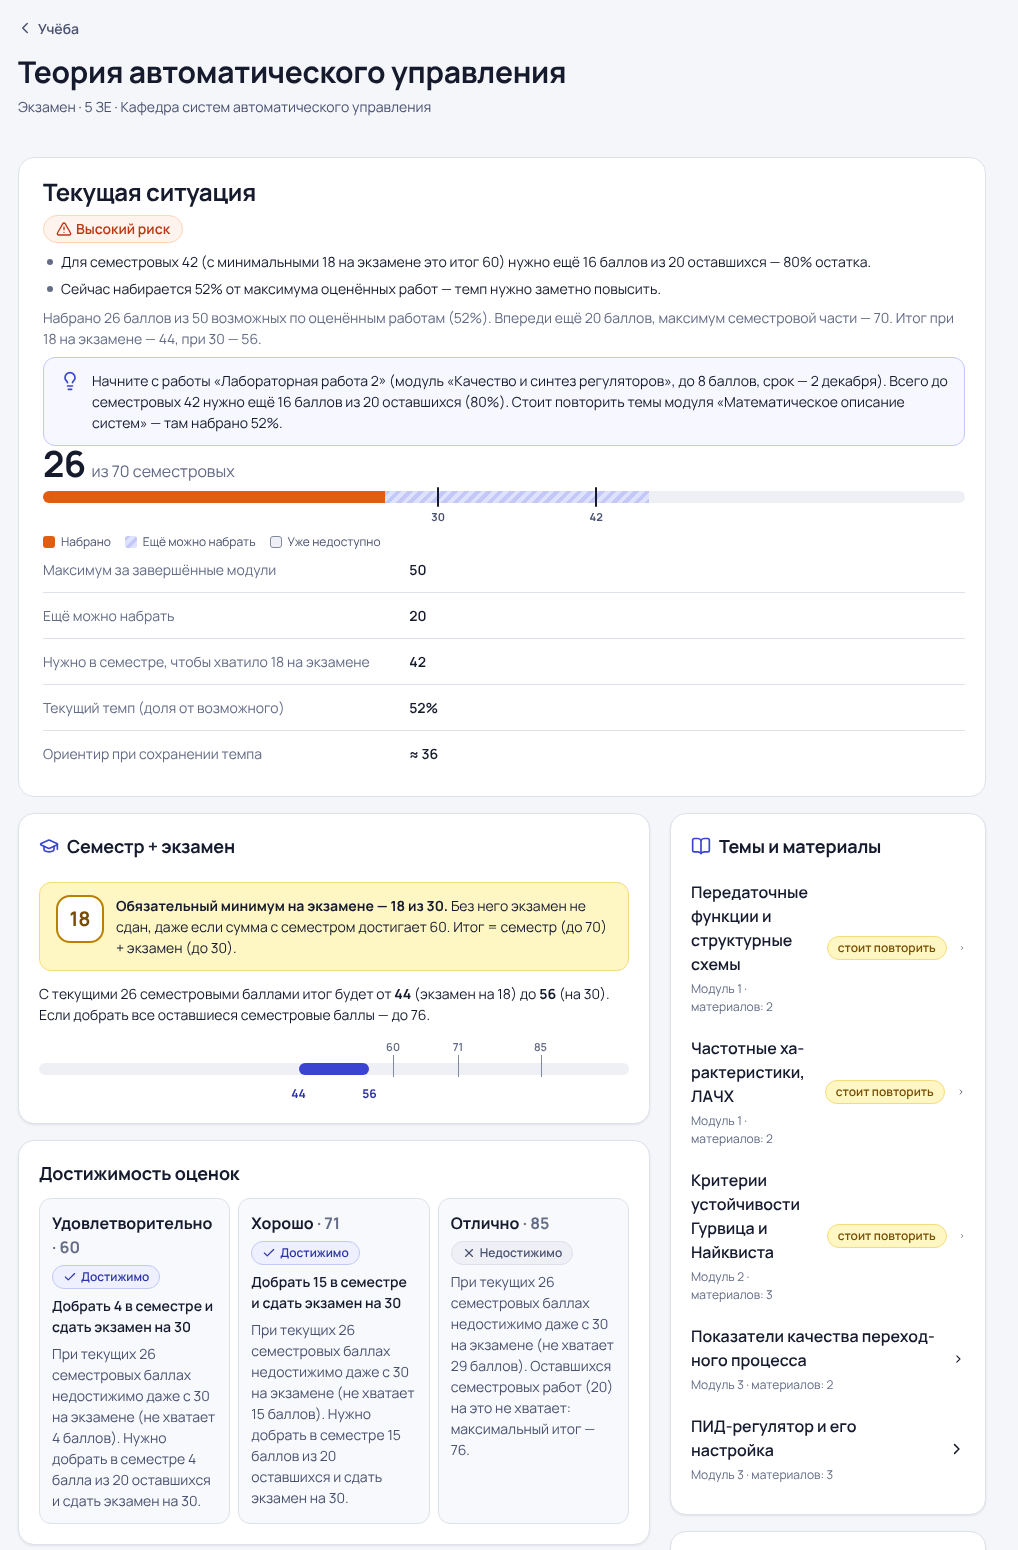 Учёба
Теория автоматического управления
Экзамен · 5 ЗЕ · Кафедра систем автоматического управления
Текущая ситуация
Высокий риск
Для семестровых 42 (с минимальными 18 на экзамене это итог 60) нужно ещё 16 баллов из 20 оставшихся — 80% остатка.
Сейчас набирается 52% от максимума оценённых работ — темп нужно заметно повысить.
Набрано 26 баллов из 50 возможных по оценённым работам (52%). Впереди ещё 20 баллов, максимум семестровой части — 70. Итог при
18 на экзамене — 44, при 30 — 56.
Начните с работы «Лабораторная работа 2» (модуль «Качество и синтез регуляторов», до 8 баллов, срок — 2 декабря). Всего до
семестровых 42 нужно ещё 16 баллов из 20 оставшихся (80%). Стоит повторить темы модуля «Математическое описание
систем» — там набрано 52%.
26 из 70 семестровых
30 42
Набрано Ещё можно набрать Уже недоступно
Максимум за завершённые модули 50
Ещё можно набрать 20
Нужно в семестре, чтобы хватило 18 на экзамене 42
Текущий темп (доля от возможного) 52%
Ориентир при сохранении темпа ≈ 36
Семестр + экзамен
18
Обязательный минимум на экзамене — 18 из 30. Без него экзамен не
сдан, даже если сумма с семестром достигает 60. Итог = семестр (до 70)
+ экзамен (до 30).
С текущими 26 семестровыми баллами итог будет от 44 (экзамен на 18) до 56 (на 30).
Если добрать все оставшиеся семестровые баллы — до 76.
60 71 85
44 56
Достижимость оценок
Удовлетворительно
· 60
Достижимо
Добрать 4 в семестре и
сдать экзамен на 30
При текущих 26
семестровых баллах
недостижимо даже с 30
на экзамене (не хватает
4 баллов). Нужно
добрать в семестре 4
балла из 20 оставшихся
и сдать экзамен на 30.
Хорошо · 71
Достижимо
Добрать 15 в семестре
и сдать экзамен на 30
При текущих 26
семестровых баллах
недостижимо даже с 30
на экзамене (не хватает
15 баллов). Нужно
добрать в семестре 15
баллов из 20
оставшихся и сдать
экзамен на 30.
Отлично · 85
Недостижимо
При текущих 26
семестровых баллах
недостижимо даже с 30
на экзамене (не хватает
29 баллов). Оставшихся
семестровых работ (20)
на это не хватает:
максимальный итог —
76.
Темы и материалы
Передаточные
функции и
структурные
схемы
Модуль 1 ·
материалов: 2
стоит повторить
Частотные ха-
рактеристики,
ЛАЧХ
Модуль 1 ·
материалов: 2
стоит повторить
Критерии
устойчивости
Гурвица и
Найквиста
Модуль 2 ·
материалов: 3
стоит повторить
Показатели качества переход-
ного процесса
Модуль 3 · материалов: 2
ПИД-регулятор и его
настройка
Модуль 3 · материалов: 3